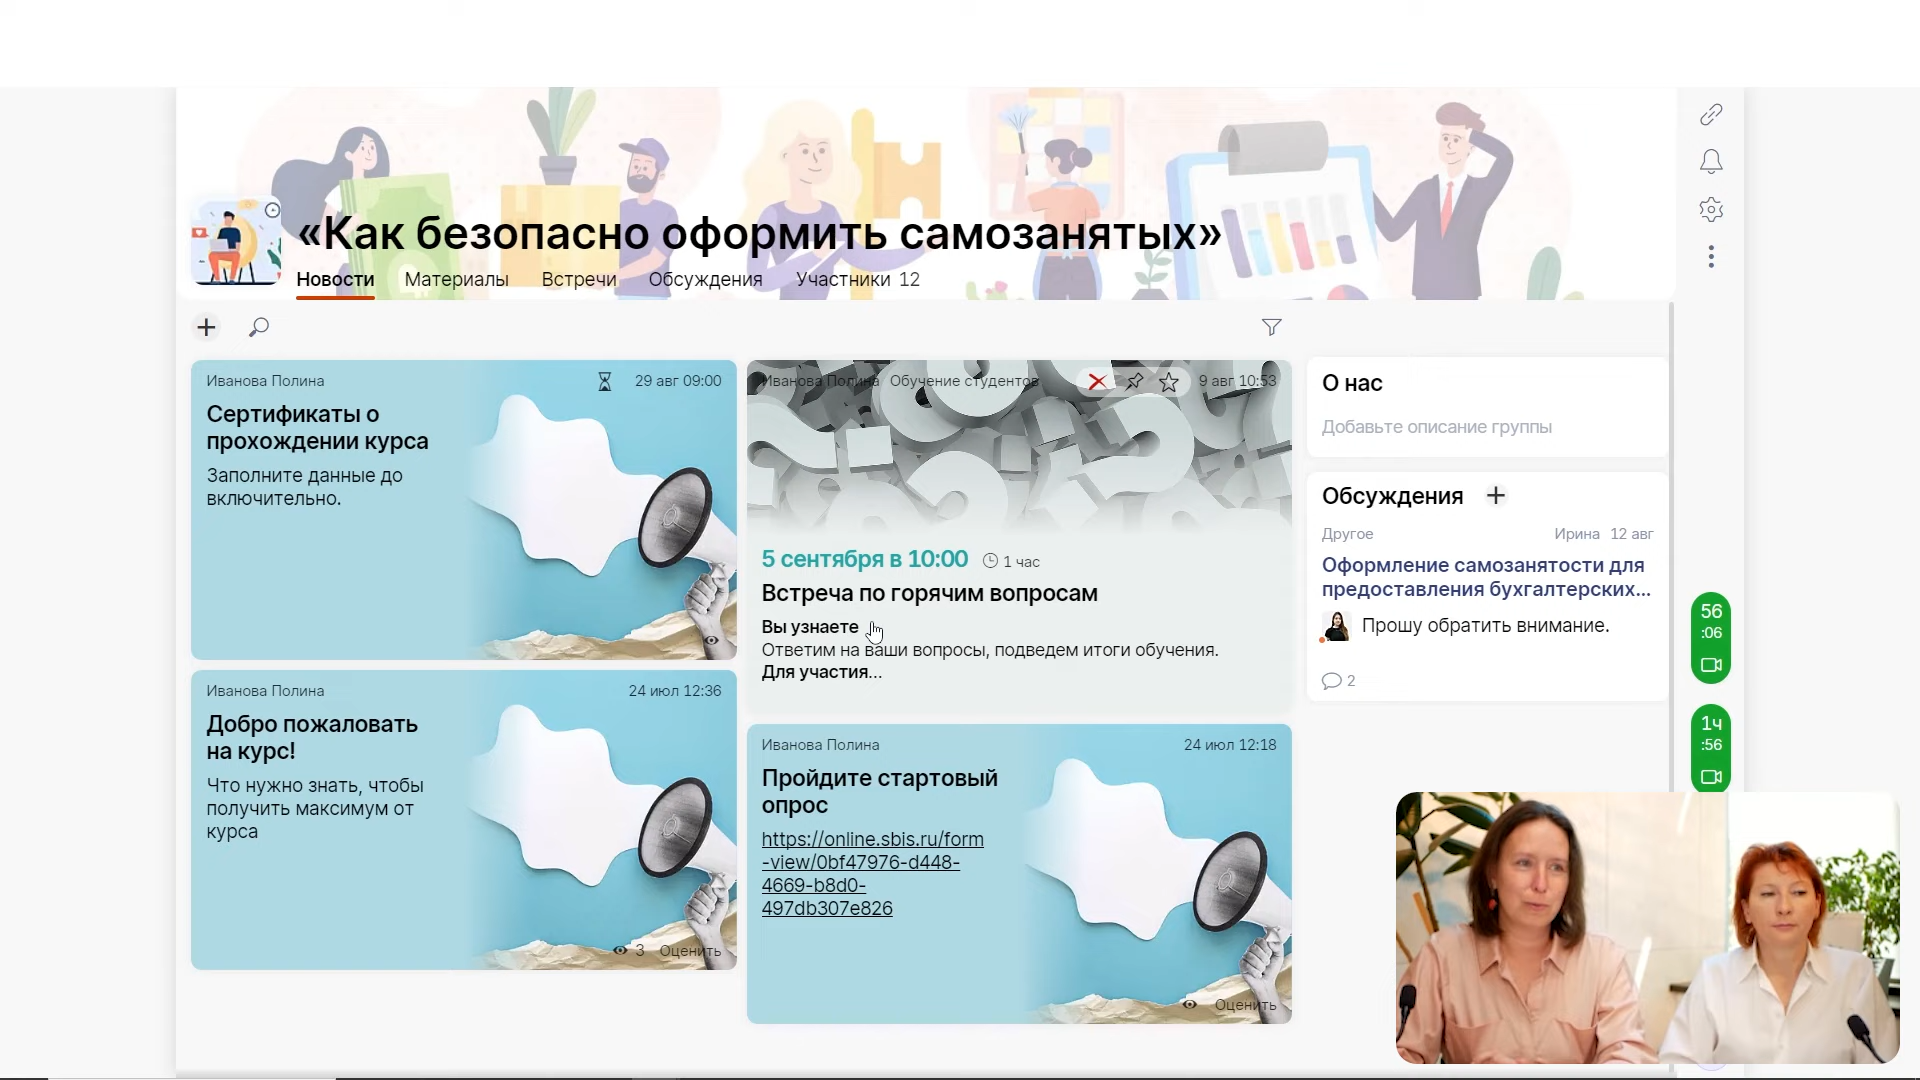 «Как безопасно оформить самозанятых»
Новости Материалы Встречи Обсуждения Участники 12
Иванова Полина 29 авг 09:00
Сертификаты о
прохождении курса
Заполните данные до
включительно.
Иванова Полина 24 июл 12:36
Добро пожаловать
на курс!
Что нужно знать, чтобы
получить максимум от
курса
3 Оценить
Иванова Полина Обучение студентов 9 авг 10:53
5 сентября в 10:00 1 час
Встреча по горячим вопросам
Вы узнаете
Ответим на ваши вопросы, подведем итоги обучения.
Для участия...
Иванова Полина 24 июл 12:18
Пройдите стартовый
опрос
https://online.sbis.ru/form
-view/0bf47976-d448-
4669-b8d0-
497db307e826
Оценить
О нас
Добавьте описание группы
Обсуждения
Другое Ирина 12 авг
Оформление самозанятости для
предоставления бухгалтерских...
Прошу обратить внимание.
2
56
:06
1ч
:56